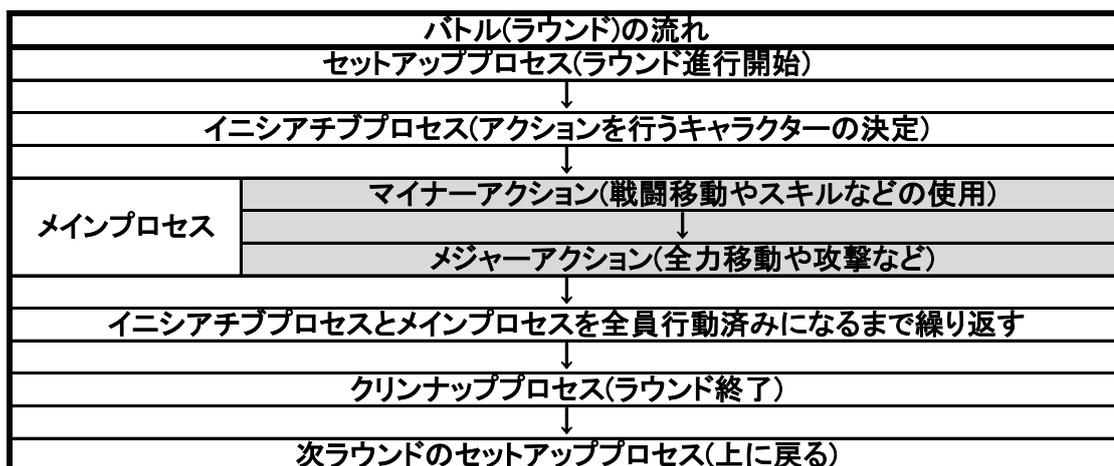 バトル(ラウンド)の流れ
セットアッププロセス(ラウンド進行開始)
↓
イニシアチブプロセス(アクションを行うキャラクターの決定)
↓
メインプロセス
マイナーアクション(戦闘移動やスキルなどの使用)
↓
メジャーアクション(全力移動や攻撃など)
↓
イニシアチブプロセスとメインプロセスを全員行動済みになるまで繰り返す
↓
クリンナッププロセス(ラウンド終了)
↓
次ラウンドのセットアッププロセス(上に戻る)